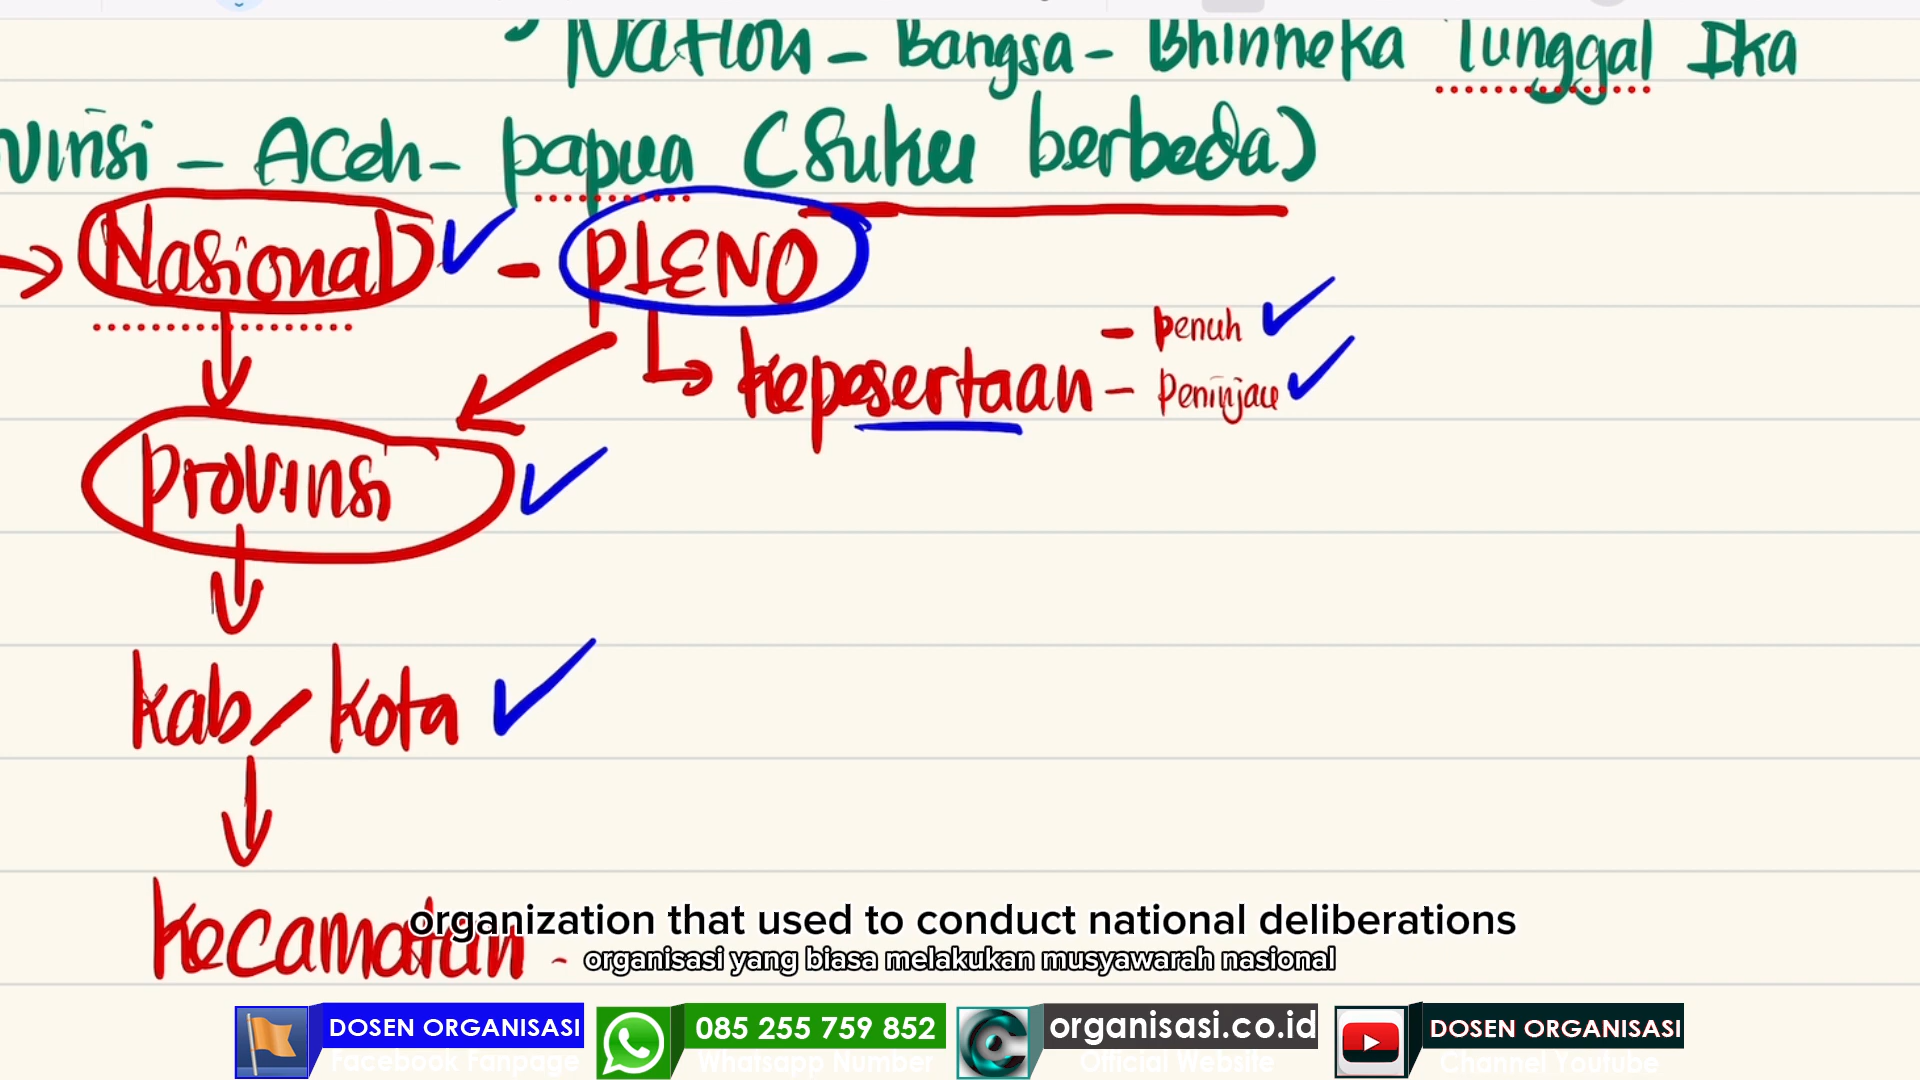 Nation - Bangsa - Bhinneka Tunggal Ika
ovinsi - Aceh - papua (Suku berbeda)
Nasional - PLENO
- penuh
kepesertaan - peninjau
provinsi
kab/kota
kecamatan -
organization that used to conduct national deliberations
organisasi yang biasa melakukan musyawarah nasional
DOSEN ORGANISASI
Facebook Fanpage
085 255 759 852
Whatsapp Number
organisasi.co.id
Official Website
DOSEN ORGANISASI
Channel Youtube